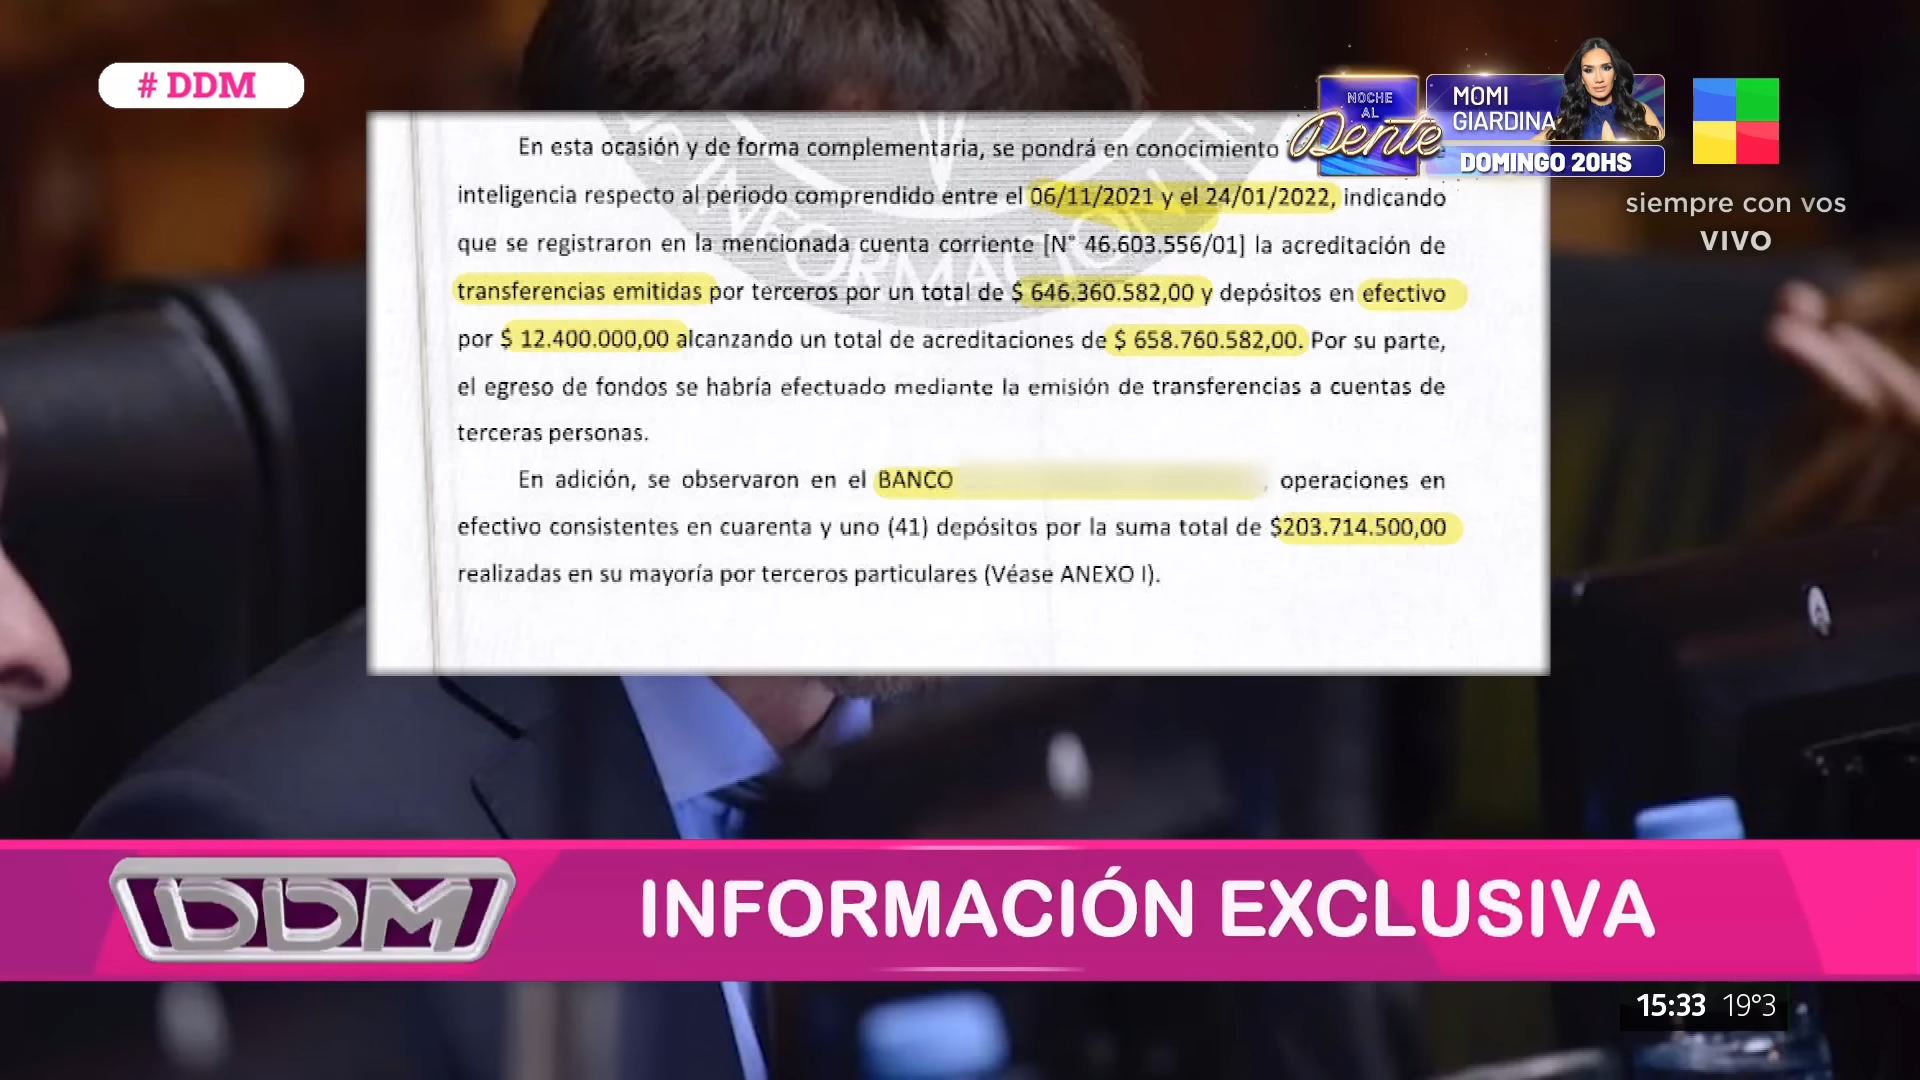 # DDM
NOCHE
AL
Dente
MOMI
GIARDINA
DOMINGO 20HS
siempre con vos
VIVO
En esta ocasión y de forma complementaria, se pondrá en conocimiento
inteligencia respecto al periodo comprendido entre el 06/11/2021 y el 24/01/2022, indicando
que se registraron en la mencionada cuenta corriente [N° 46.603.556/01] la acreditación de
transferencias emitidas por terceros por un total de $ 646.360.582,00 y depósitos en efectivo
por $ 12.400.000,00 alcanzando un total de acreditaciones de $ 658.760.582,00. Por su parte,
el egreso de fondos se habría efectuado mediante la emisión de transferencias a cuentas de
terceras personas.
En adición, se observaron en el BANCO , operaciones en
efectivo consistentes en cuarenta y uno (41) depósitos por la suma total de $203.714.500,00
realizadas en su mayoría por terceros particulares (Véase ANEXO I).
DDM
INFORMACIÓN EXCLUSIVA
15:33 19°3